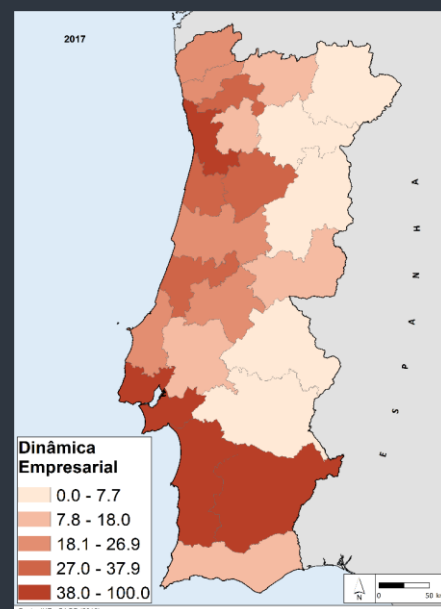 2017
E S P A N H A
Dinâmica
Empresarial
0.0 - 7.7
7.8 - 18.0
18.1 - 26.9
27.0 - 37.9
38.0 - 100.0
N
0 50